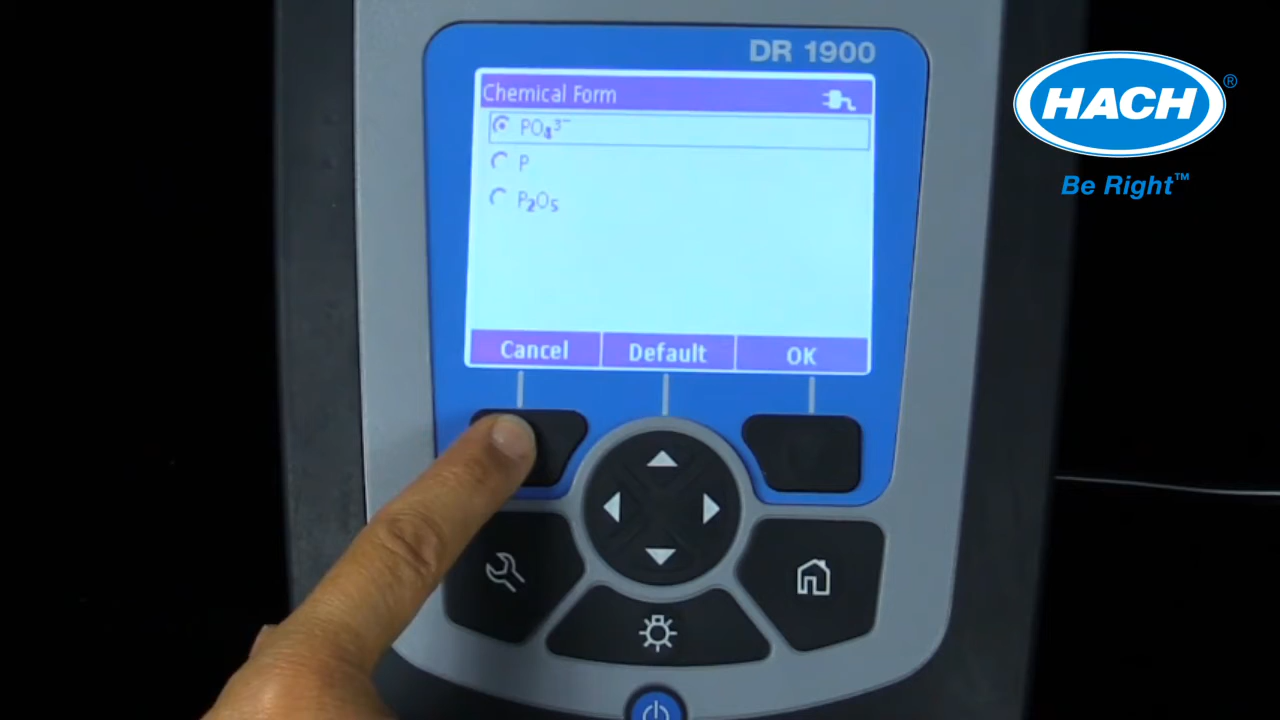 DR 1900
Chemical Form
PO₄³⁻
P
P₂O₅
Cancel
Default
OK
HACH®
Be Right™